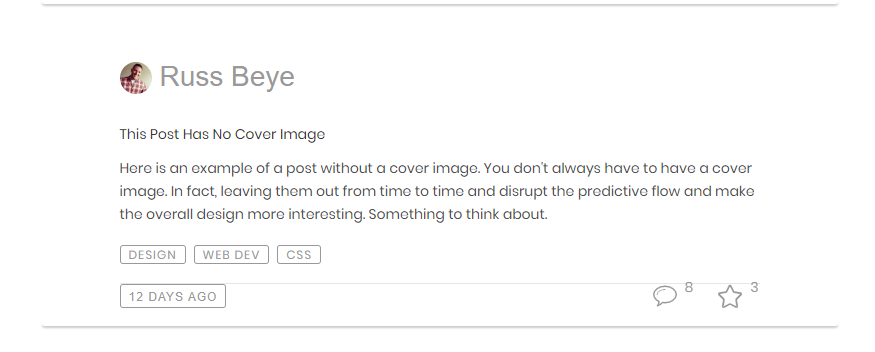 Russ Beye
This Post Has No Cover Image
Here is an example of a post without a cover image. You don't always have to have a cover
image. In fact, leaving them out from time to time and disrupt the predictive flow and make
the overall design more interesting. Something to think about.
DESIGN WEB DEV CSS
12 DAYS AGO 8 3